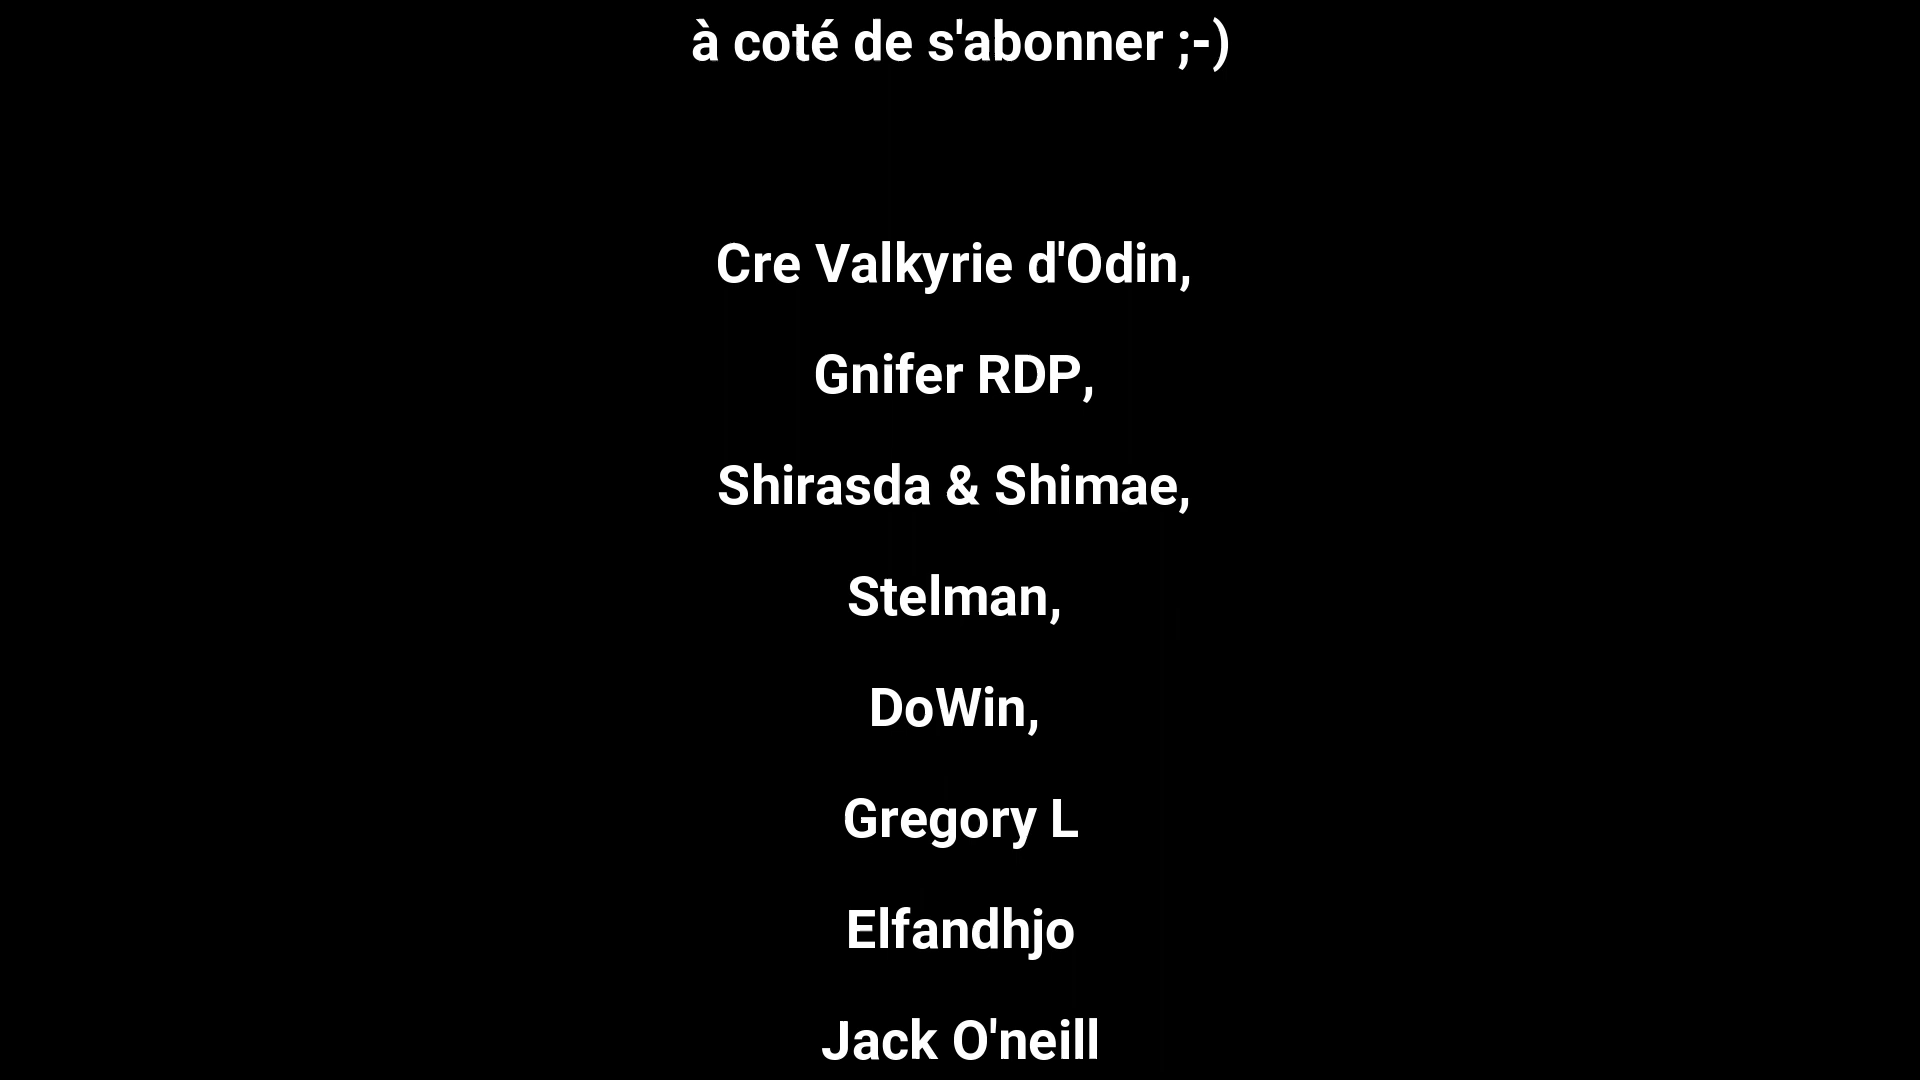 à coté de s'abonner ;-)
Cre Valkyrie d'Odin,
Gnifer RDP,
Shirasda & Shimae,
Stelman,
DoWin,
Gregory L
Elfandhjo
Jack O'neill